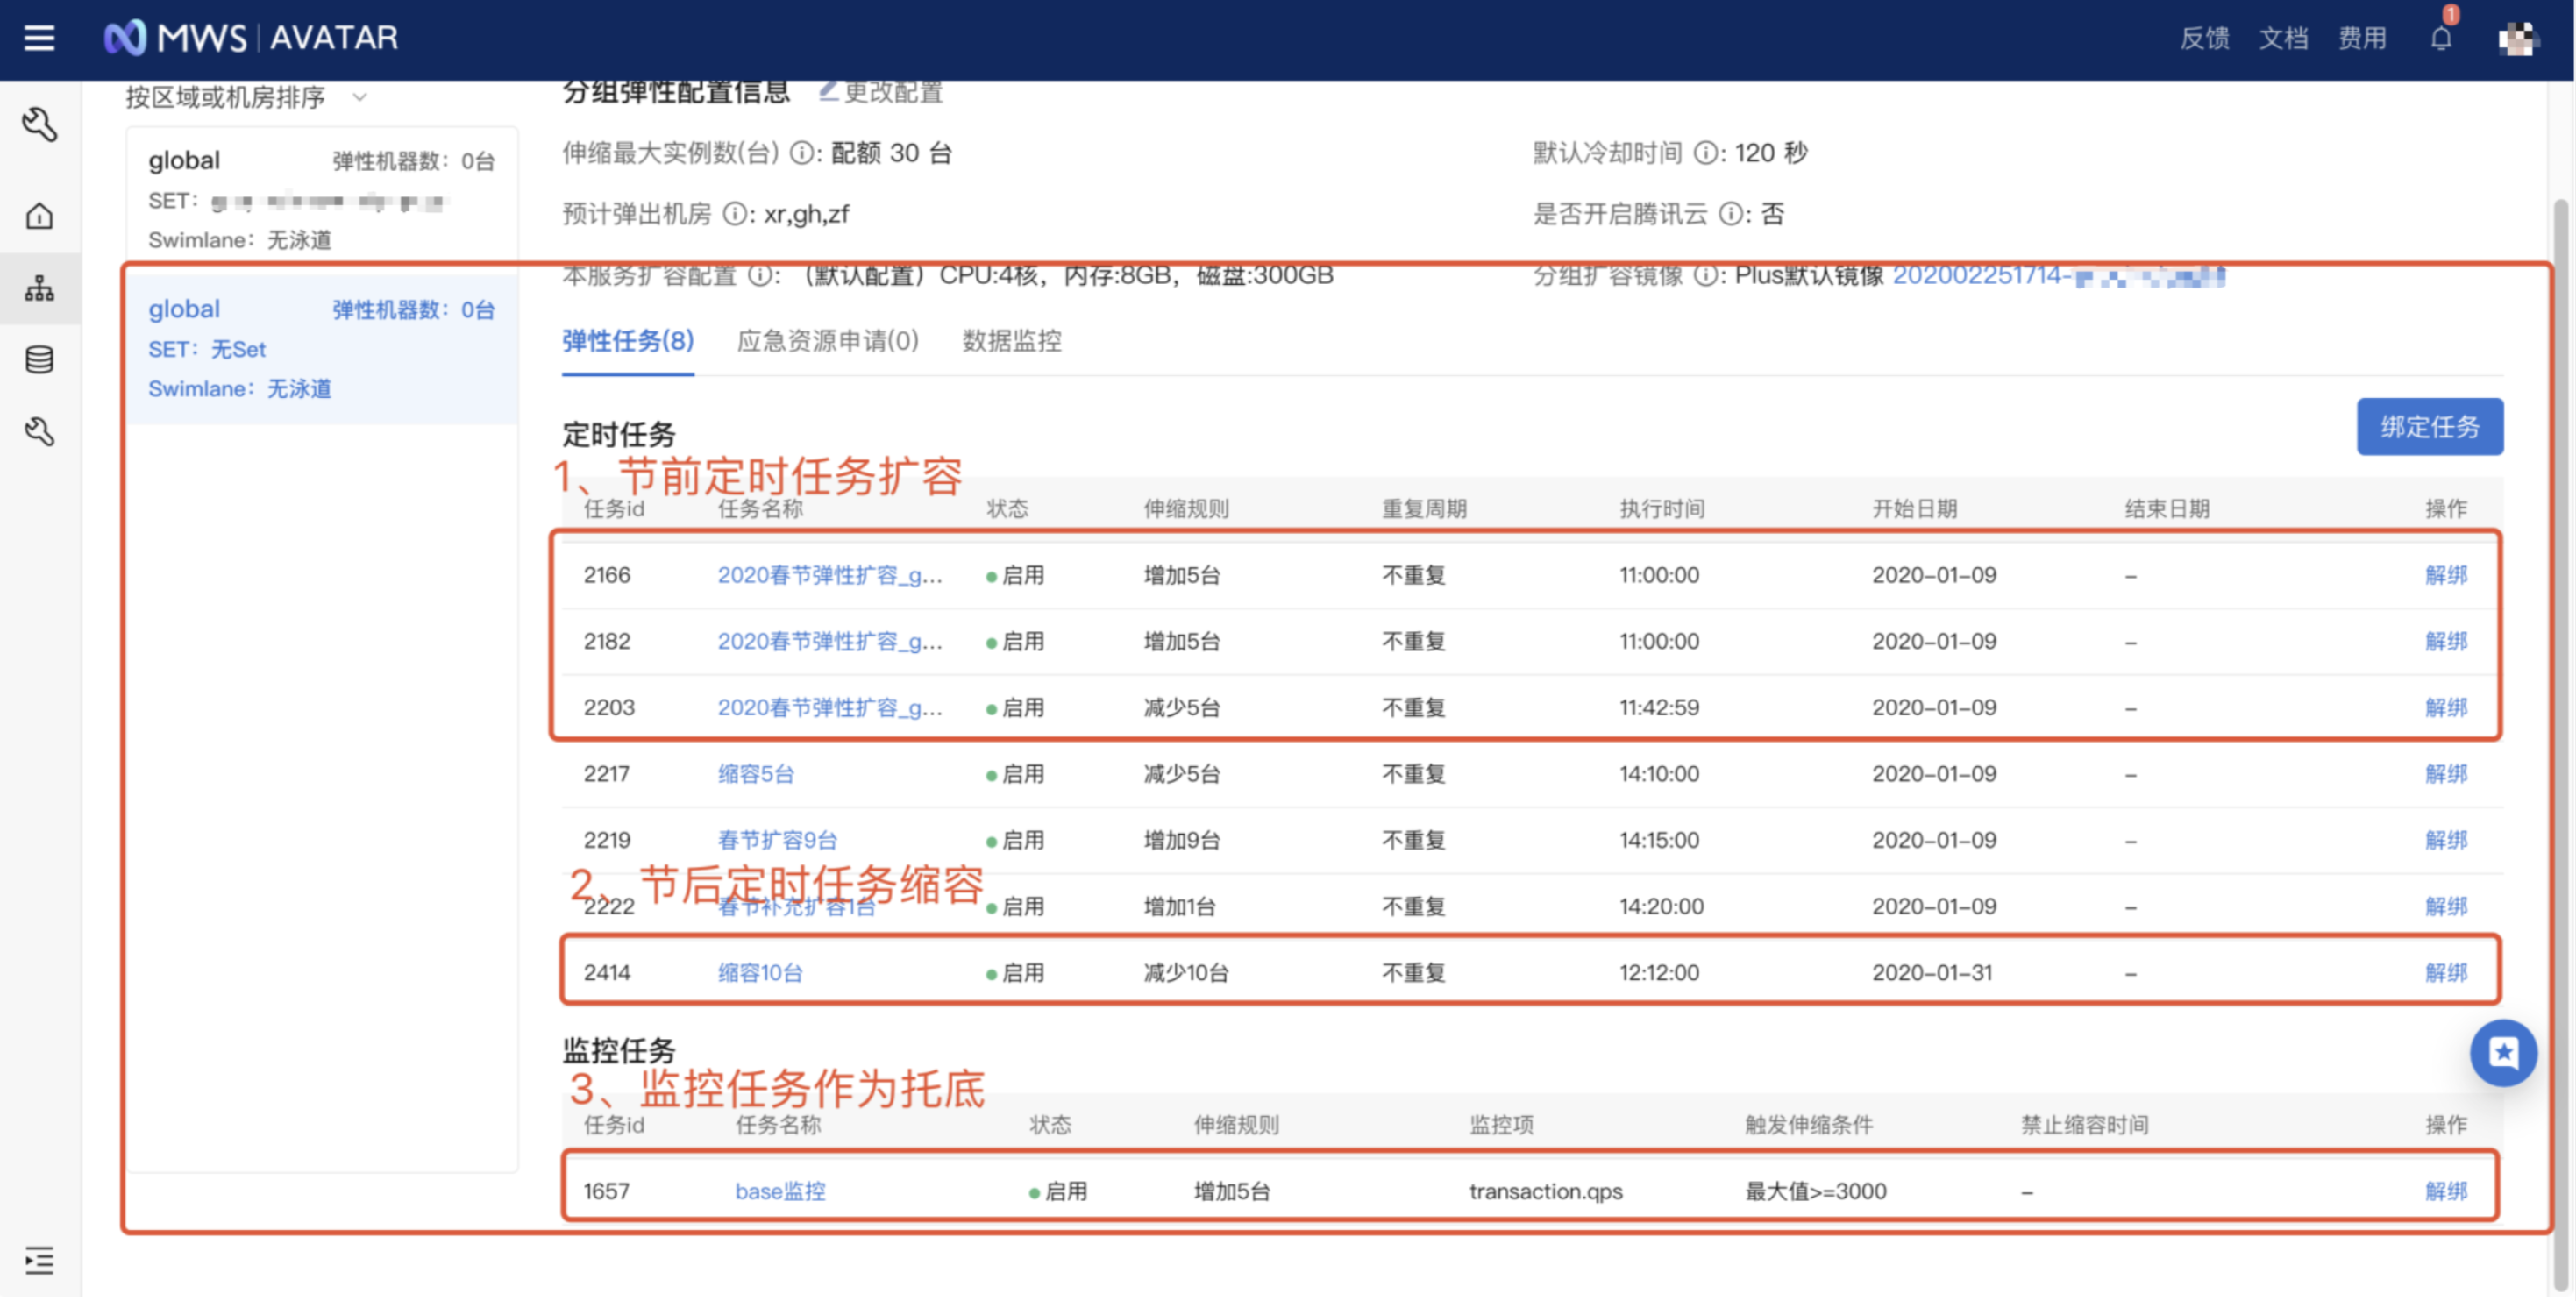 MWS | AVATAR 反馈 文档 费用 1
按区域或机房排序
分组弹性配置信息 更改配置
global 弹性机器数：0台
SET：
Swimlane：无泳道
global 弹性机器数：0台
SET：无Set
Swimlane：无泳道
伸缩最大实例数(台) : 配额 30 台 默认冷却时间 : 120 秒
预计弹出机房 : xr,gh,zf 是否开启腾讯云 : 否
本服务扩容配置 : （默认配置）CPU:4核，内存:8GB，磁盘:300GB 分组扩容镜像 : Plus默认镜像 202002251714-
弹性任务(8) 应急资源申请(0) 数据监控
定时任务 绑定任务
1、节前定时任务扩容
任务id 任务名称 状态 伸缩规则 重复周期 执行时间 开始日期 结束日期 操作
2166 2020春节弹性扩容_g... 启用 增加5台 不重复 11:00:00 2020-01-09 – 解绑
2182 2020春节弹性扩容_g... 启用 增加5台 不重复 11:00:00 2020-01-09 – 解绑
2203 2020春节弹性扩容_g... 启用 减少5台 不重复 11:42:59 2020-01-09 – 解绑
2217 缩容5台 启用 减少5台 不重复 14:10:00 2020-01-09 – 解绑
2219 春节扩容9台 启用 增加9台 不重复 14:15:00 2020-01-09 – 解绑
2、节后定时任务缩容
2222 春节补充扩容1台 启用 增加1台 不重复 14:20:00 2020-01-09 – 解绑
2414 缩容10台 启用 减少10台 不重复 12:12:00 2020-01-31 – 解绑
监控任务
3、监控任务作为托底
任务id 任务名称 状态 伸缩规则 监控项 触发伸缩条件 禁止缩容时间 操作
1657 base监控 启用 增加5台 transaction.qps 最大值>=3000 – 解绑